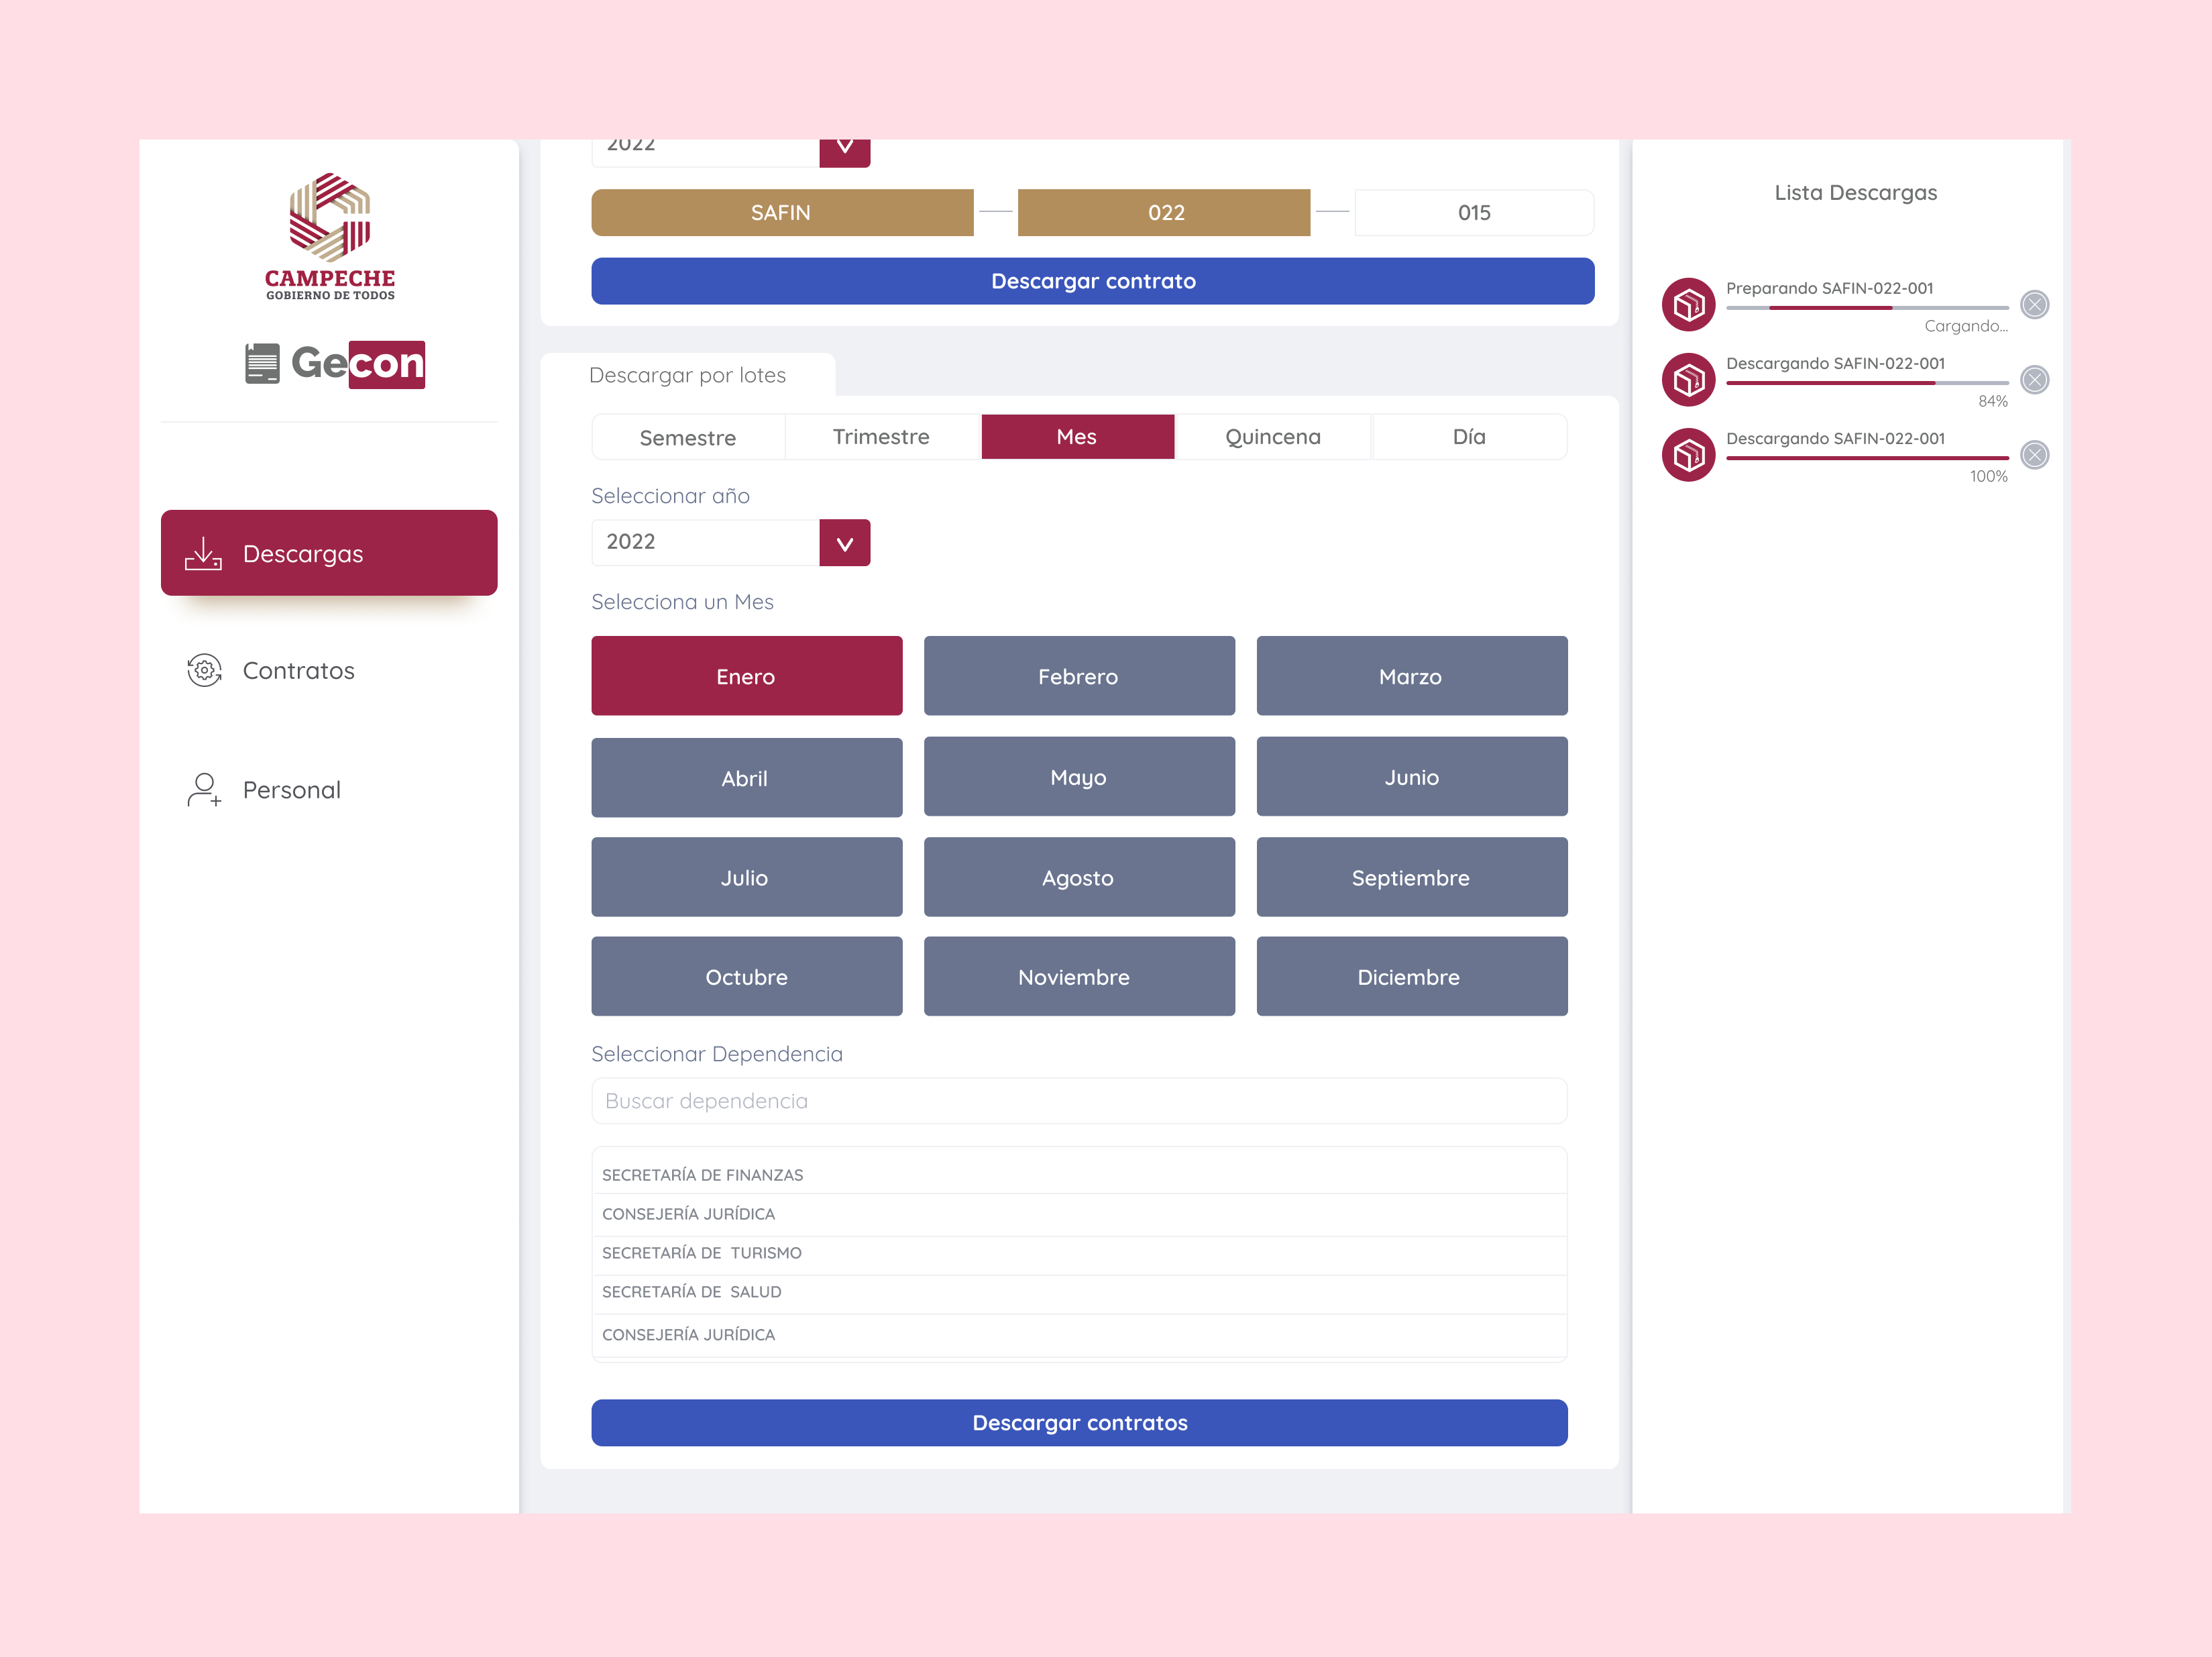 CAMPECHE
GOBIERNO DE TODOS
Gecon
Descargas
Contratos
Personal
2022
SAFIN
022
015
Descargar contrato
Descargar por lotes
Semestre
Trimestre
Mes
Quincena
Día
Seleccionar año
2022
Selecciona un Mes
Enero
Febrero
Marzo
Abril
Mayo
Junio
Julio
Agosto
Septiembre
Octubre
Noviembre
Diciembre
Seleccionar Dependencia
Buscar dependencia
SECRETARÍA DE FINANZAS
CONSEJERÍA JURÍDICA
SECRETARÍA DE  TURISMO
SECRETARÍA DE  SALUD
CONSEJERÍA JURÍDICA
Descargar contratos
Lista Descargas
Preparando SAFIN-022-001
Cargando...
Descargando SAFIN-022-001
84%
Descargando SAFIN-022-001
100%